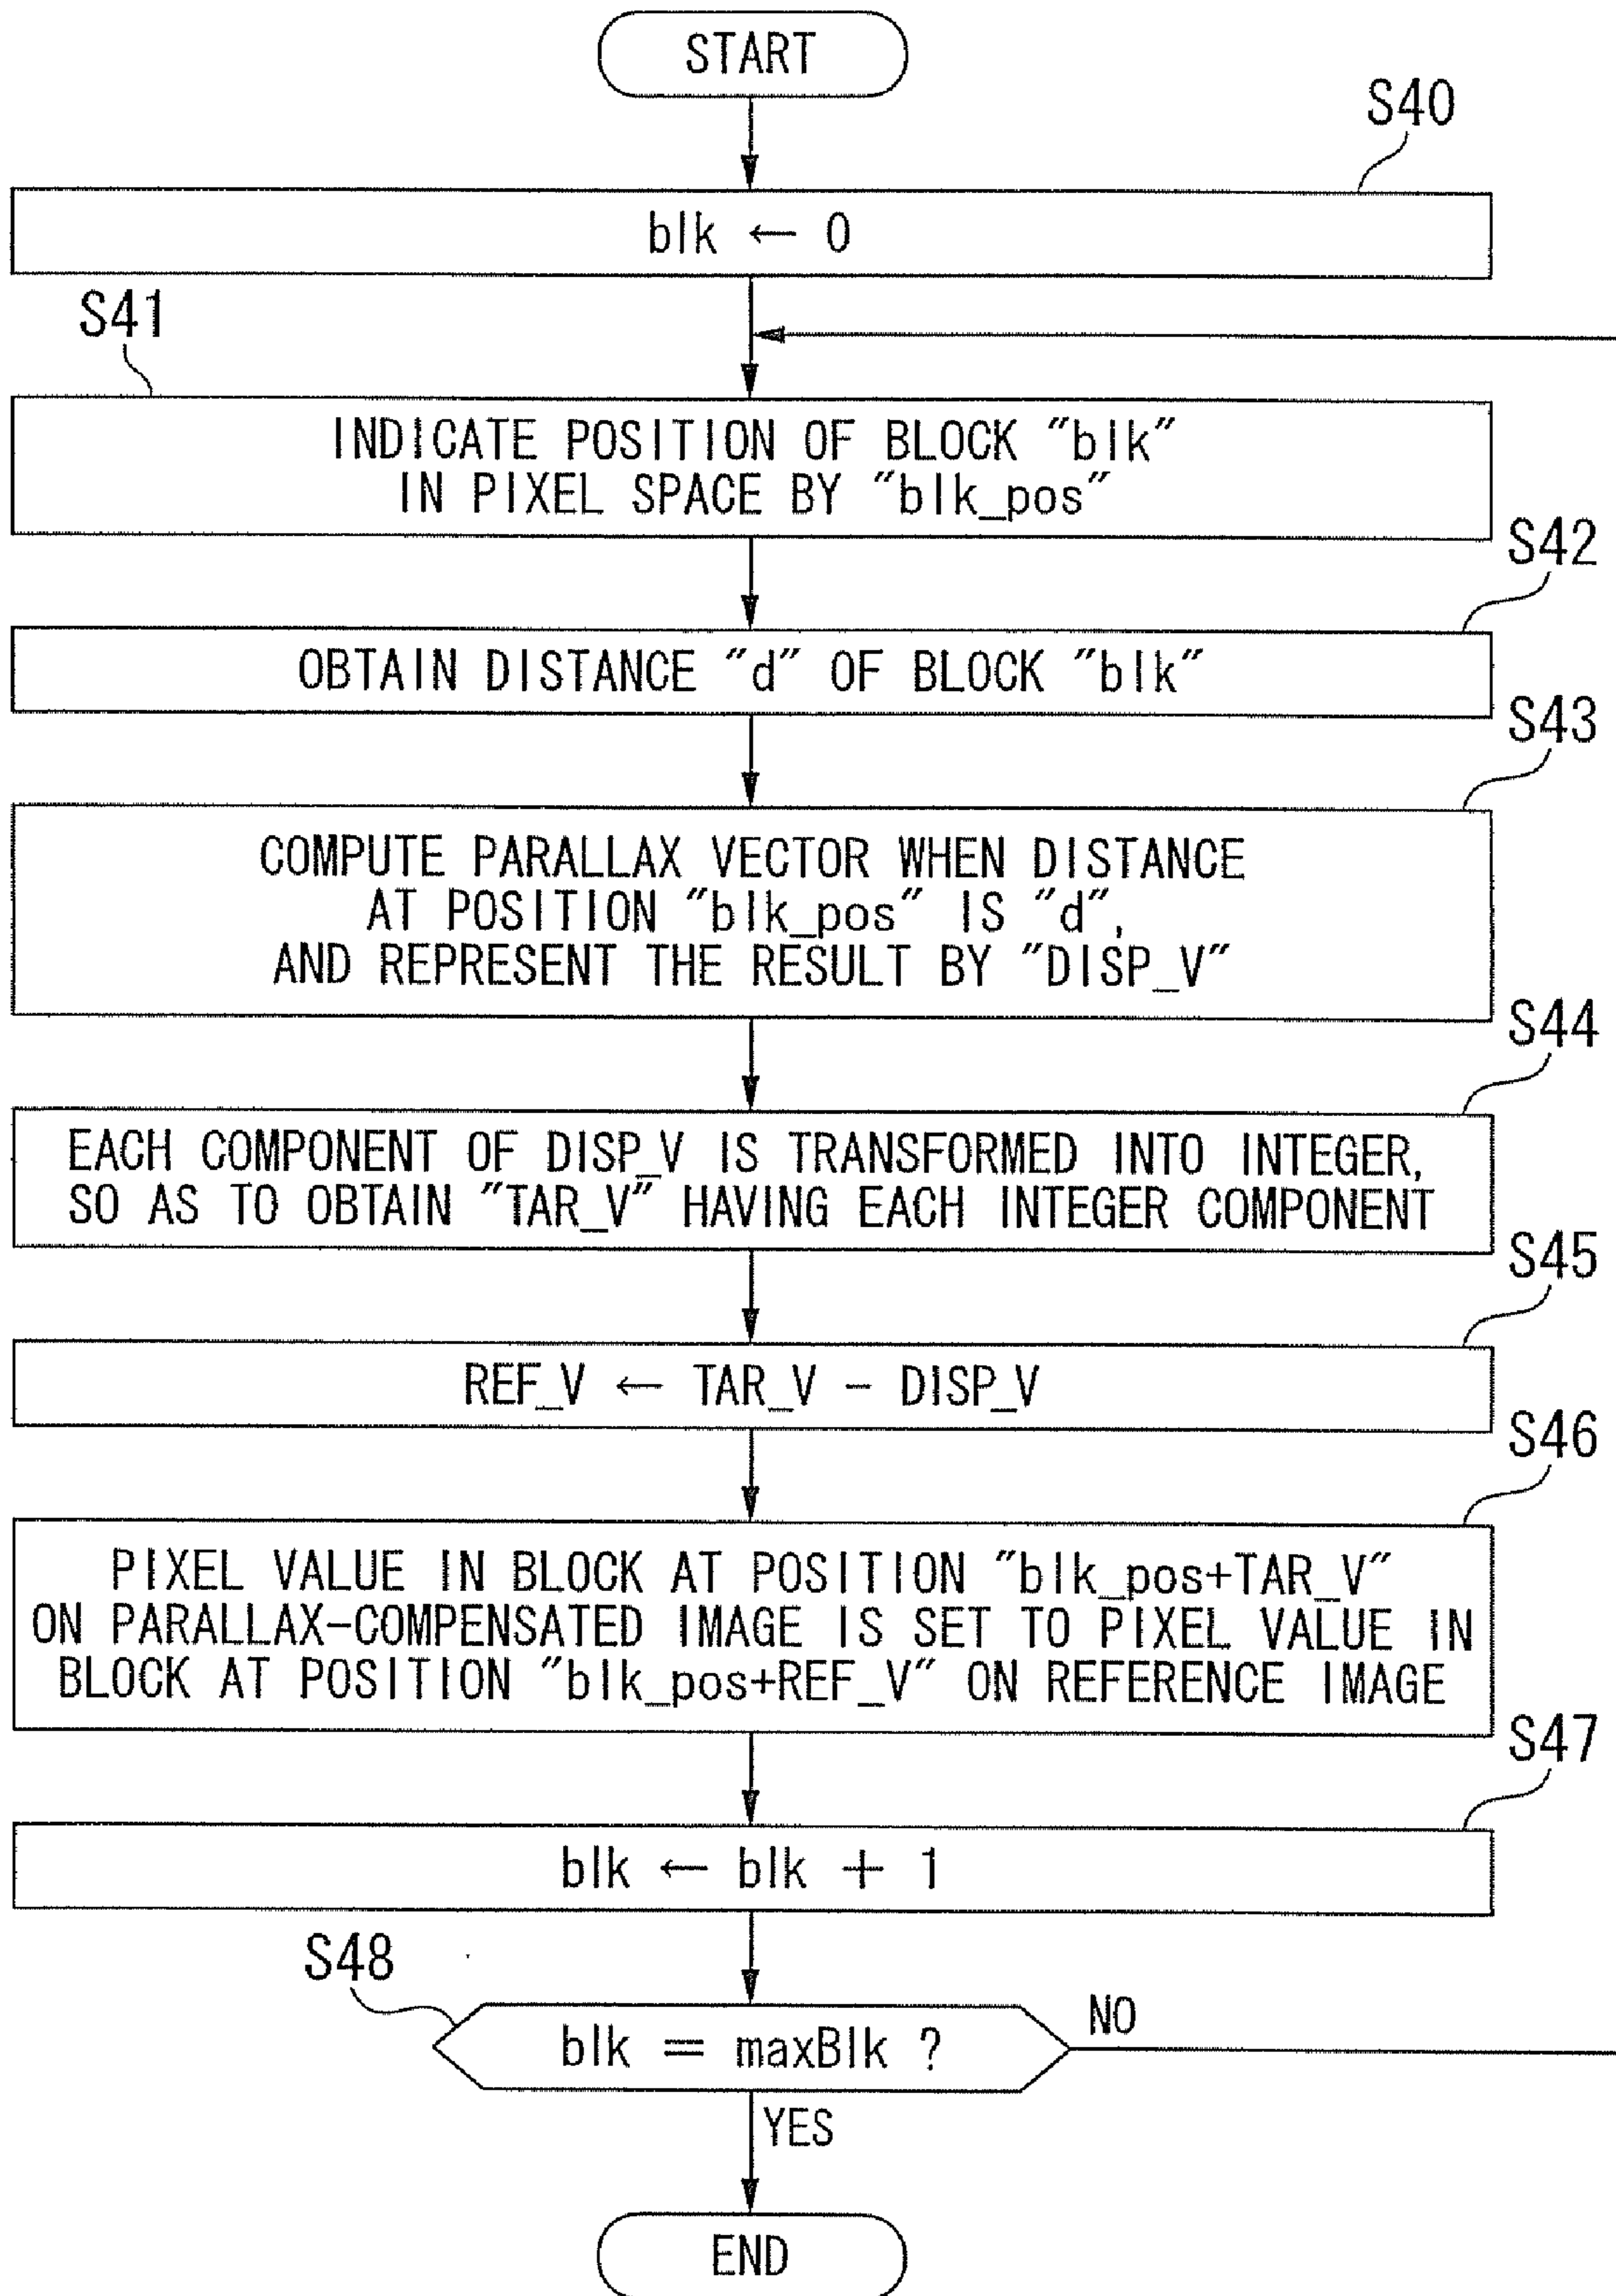 START
S40
blk ← 0
S41
INDICATE POSITION OF BLOCK "blk"
IN PIXEL SPACE BY "blk_pos"
S42
OBTAIN DISTANCE "d" OF BLOCK "blk"
S43
COMPUTE PARALLAX VECTOR WHEN DISTANCE
AT POSITION "blk_pos" IS "d",
AND REPRESENT THE RESULT BY "DISP_V"
S44
EACH COMPONENT OF DISP_V IS TRANSFORMED INTO INTEGER,
SO AS TO OBTAIN "TAR_V" HAVING EACH INTEGER COMPONENT
S45
REF_V ← TAR_V - DISP_V
S46
PIXEL VALUE IN BLOCK AT POSITION "blk_pos+TAR_V"
ON PARALLAX-COMPENSATED IMAGE IS SET TO PIXEL VALUE IN
BLOCK AT POSITION "blk_pos+REF_V" ON REFERENCE IMAGE
S47
blk ← blk + 1
S48
blk = maxBlk ?
NO
YES
END